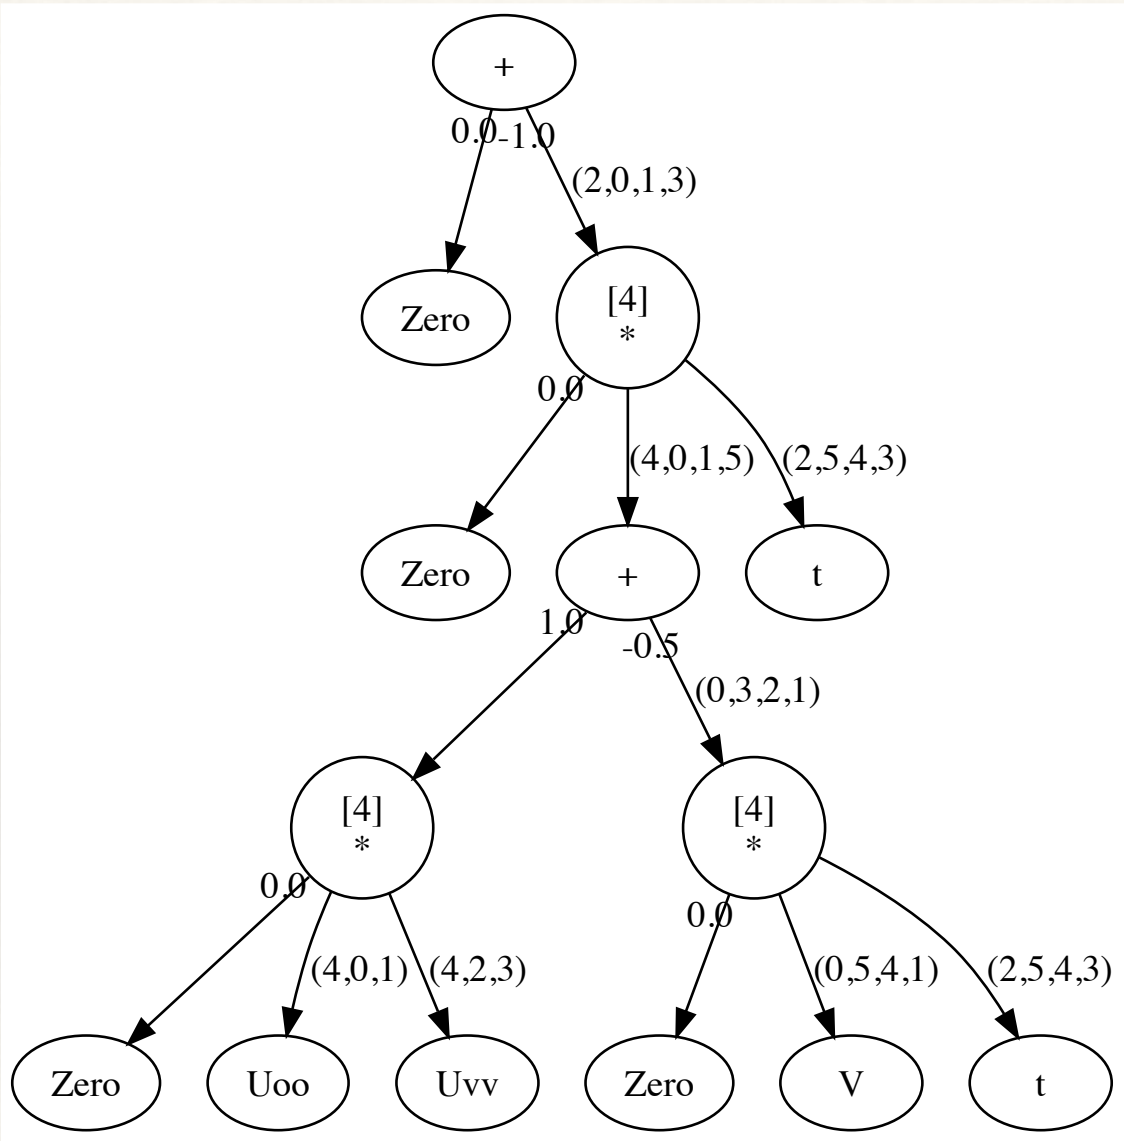 +
0.0
-1.0
(2,0,1,3)
Zero
[4]
*
0.0
(4,0,1,5)
(2,5,4,3)
Zero
+
t
1.0
-0.5
(0,3,2,1)
[4]
*
[4]
*
0.0
(4,0,1)
(4,2,3)
0.0
(0,5,4,1)
(2,5,4,3)
Zero
Uoo
Uvv
Zero
V
t